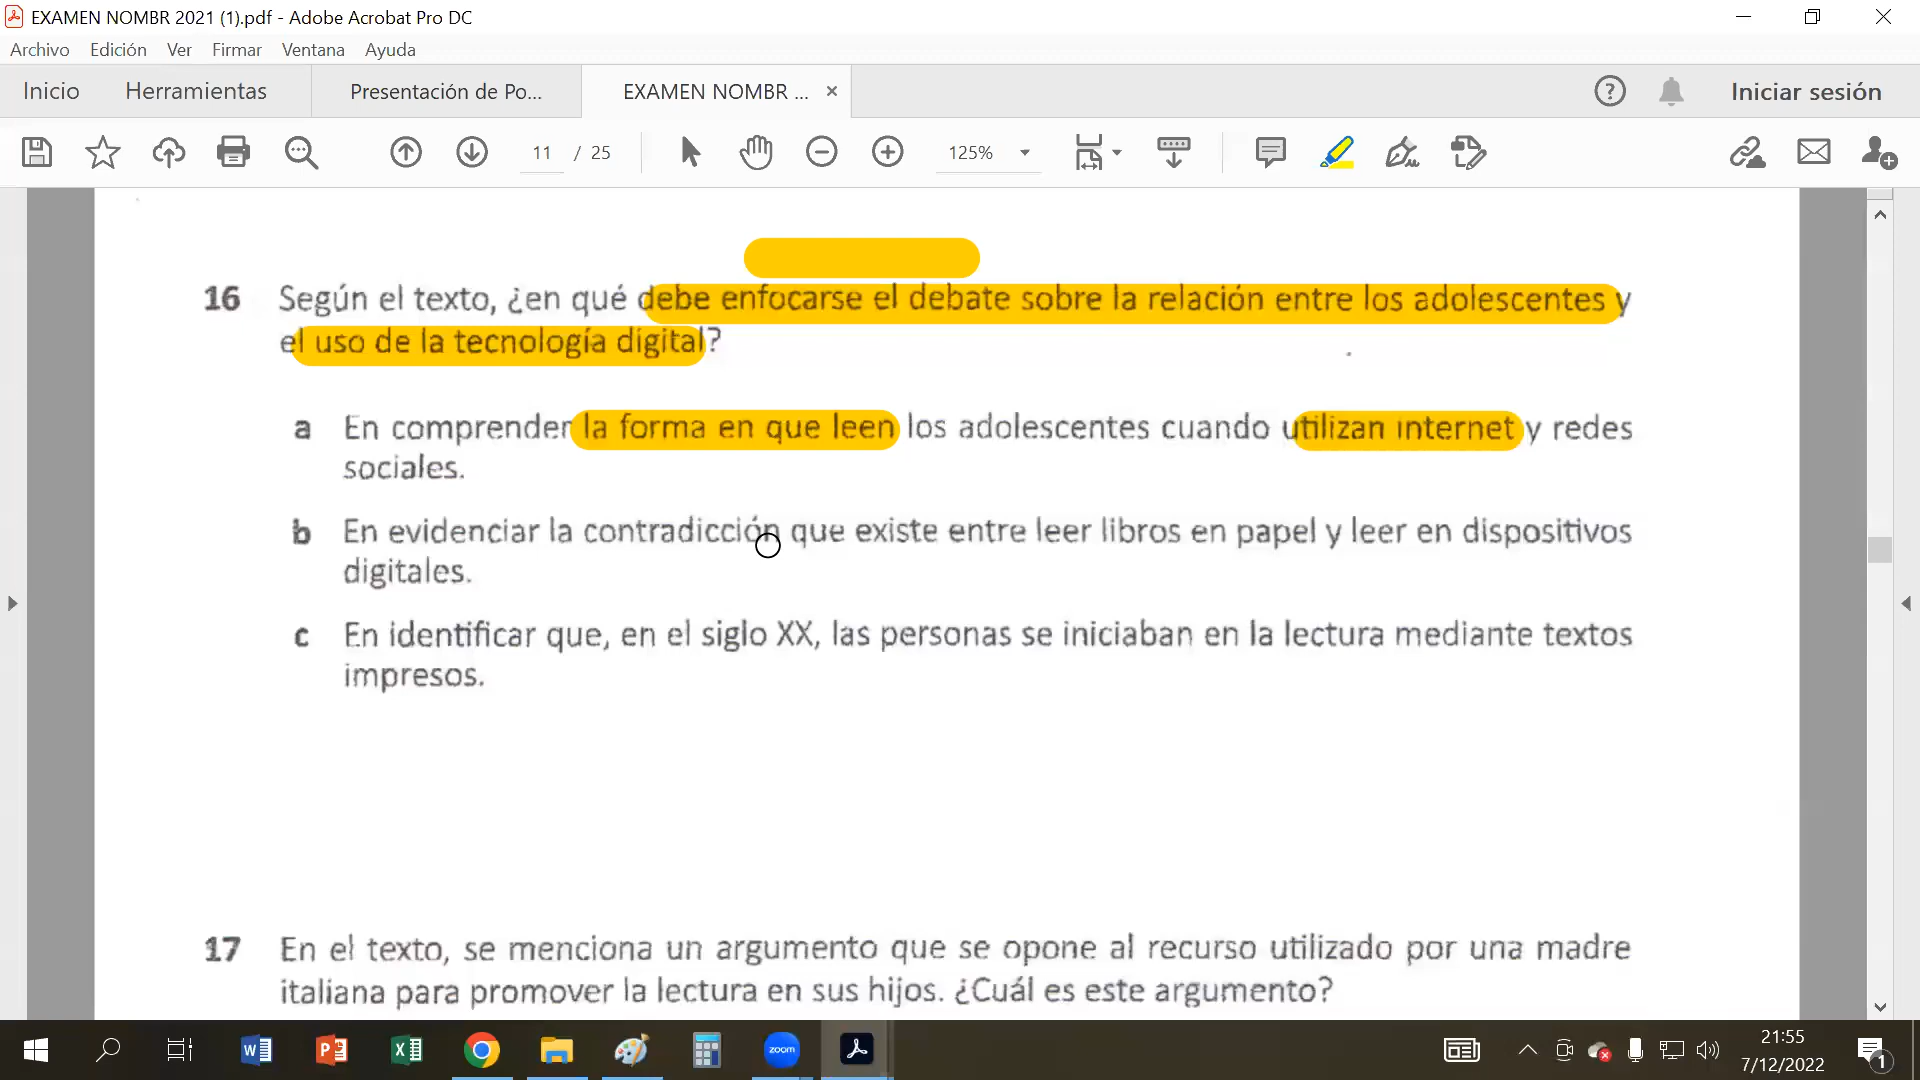 EXAMEN NOMBR 2021 (1).pdf - Adobe Acrobat Pro DC
Archivo Edición Ver Firmar Ventana Ayuda
Inicio Herramientas Presentación de Po... EXAMEN NOMBR ... × Iniciar sesión
11 / 25 125%
16 Según el texto, ¿en qué debe enfocarse el debate sobre la relación entre los adolescentes y
el uso de la tecnología digital?
a En comprender la forma en que leen los adolescentes cuando utilizan internet y redes
sociales.
b En evidenciar la contradicción que existe entre leer libros en papel y leer en dispositivos
digitales.
c En identificar que, en el siglo XX, las personas se iniciaban en la lectura mediante textos
impresos.
17 En el texto, se menciona un argumento que se opone al recurso utilizado por una madre
italiana para promover la lectura en sus hijos. ¿Cuál es este argumento?
zoom
21:55
7/12/2022
1